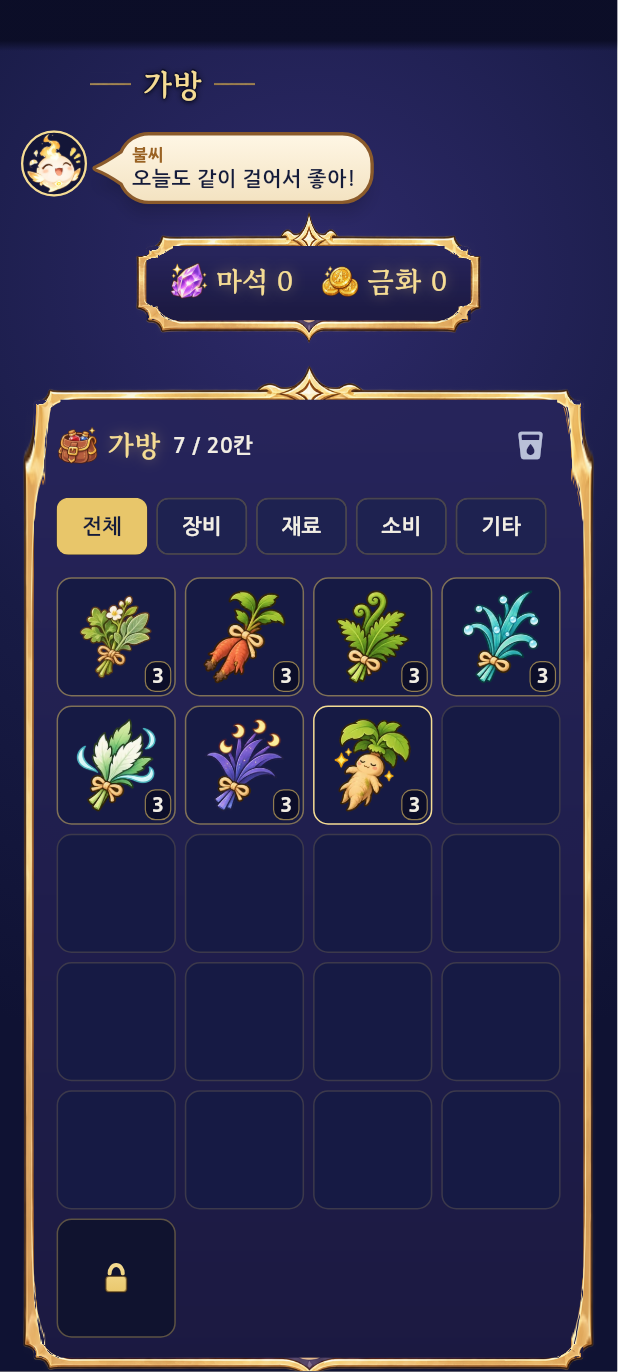 가방
불씨
오늘도 같이 걸어서 좋아!
마석 0 금화 0
가방 7 / 20칸
전체 장비 재료 소비 기타
3 3 3 3
3 3 3